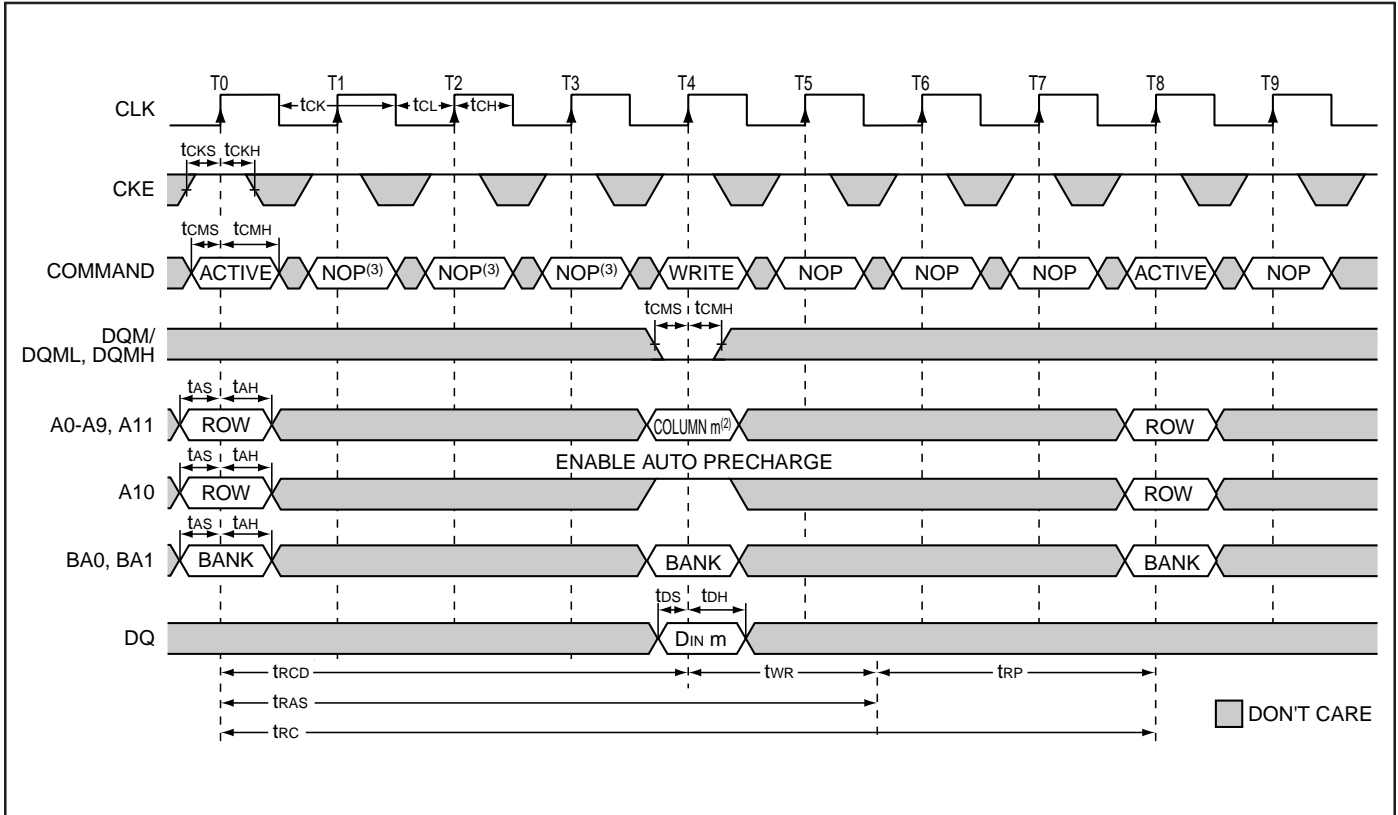 T0 T1 T2 T3 T4 T5 T6 T7 T8 T9
CLK tCK tCL tCH
tCKS tCKH
CKE
tCMS tCMH
COMMAND ACTIVE NOP(3) NOP(3) NOP(3) WRITE NOP NOP NOP ACTIVE NOP
tCMS tCMH
DQM/
DQML, DQMH
tAS tAH
A0-A9, A11 ROW COLUMN m(2) ROW
tAS tAH ENABLE AUTO PRECHARGE
A10 ROW ROW
tAS tAH
BA0, BA1 BANK BANK BANK
tDS tDH
DQ DIN m
tRCD tWR tRP
tRAS
DON'T CARE
tRC